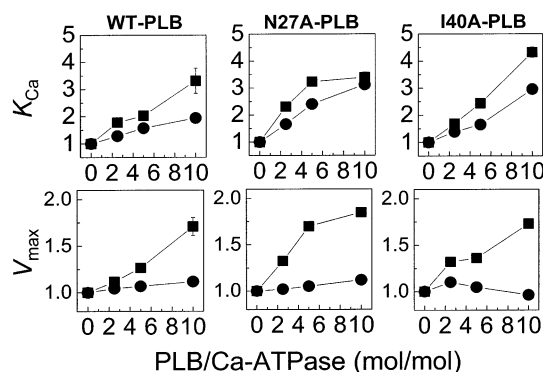 WT-PLB N27A-PLB I40A-PLB
K_Ca
5 5 5
4 4 4
3 3 3
2 2 2
1 1 1
0 2 4 6 8 10 0 2 4 6 8 10 0 2 4 6 8 10
V_max
2.0 2.0 2.0
1.5 1.5 1.5
1.0 1.0 1.0
0 2 4 6 8 10 0 2 4 6 8 10 0 2 4 6 8 10
PLB/Ca-ATPase (mol/mol)